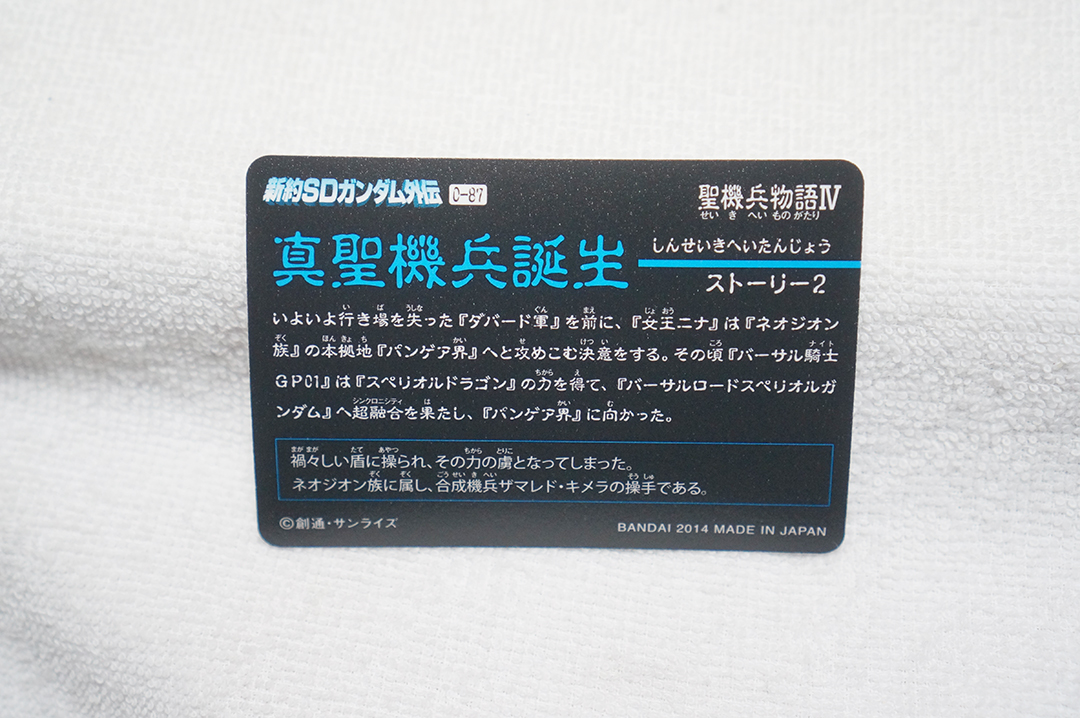 新約SDガンダム外伝 D-87
聖機兵物語Ⅳ
せい き へい ものがたり
真聖機兵誕生
しんせいきへいたんじょう
ストーリー2
いよいよ行き場を失った『ダバード軍』を前に、『女王ニナ』は『ネオジオン
族』の本拠地『パンゲア界』へと攻めこむ決意をする。その頃『バーサル騎士
GP01』は『スペリオルドラゴン』の力を得て、『バーサルロードスペリオルガ
ンダム』へ超融合を果たし、『パンゲア界』に向かった。
禍々しい盾に操られ、その力の虜となってしまった。
ネオジオン族に属し、合成機兵ザマレド・キメラの操手である。
©創通・サンライズ
BANDAI 2014 MADE IN JAPAN